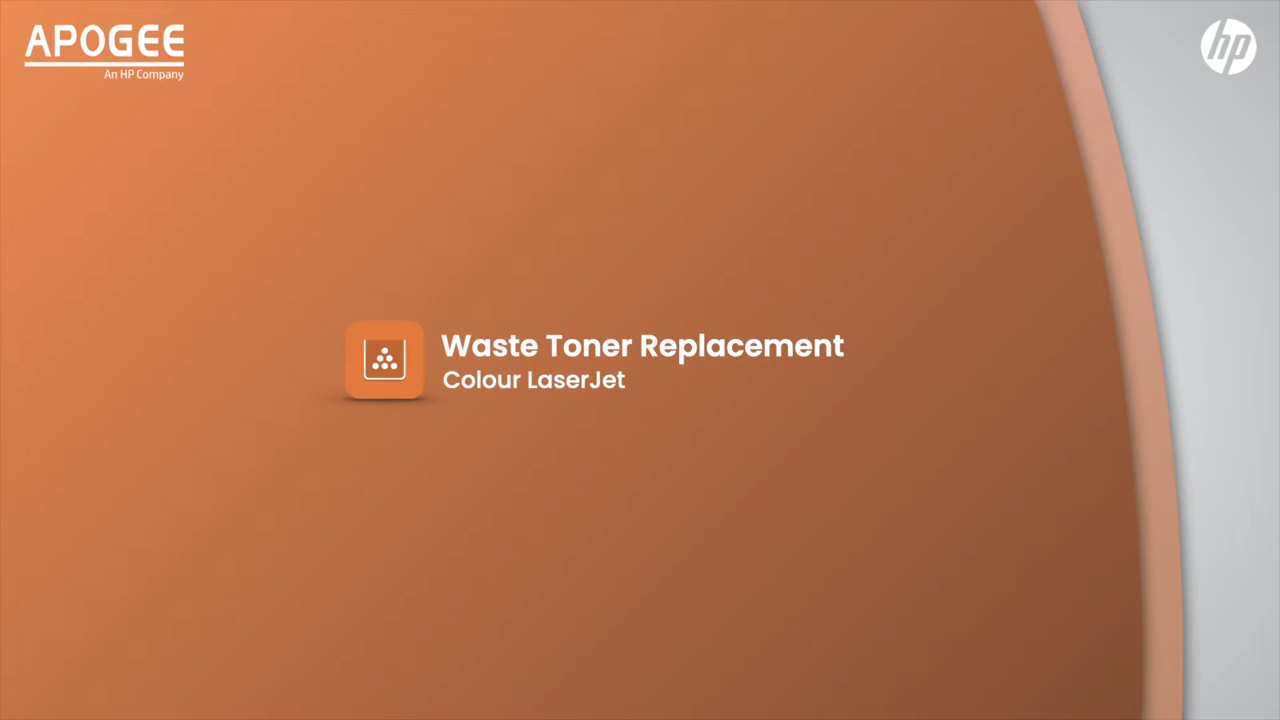 APOGEE
An HP Company
hp
Waste Toner Replacement
Colour LaserJet